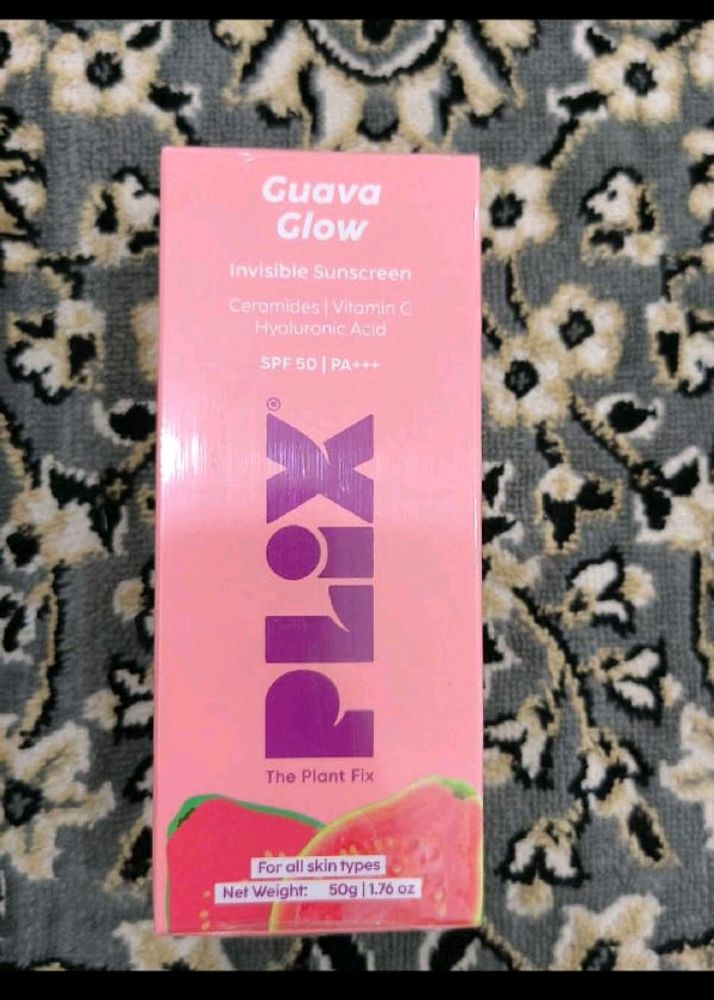 Guava
Glow
Invisible Sunscreen
Ceramides | Vitamin C
Hyaluronic Acid
SPF 50 | PA+++
PLiX®
The Plant Fix
For all skin types
Net Weight: 50g | 1.76 oz